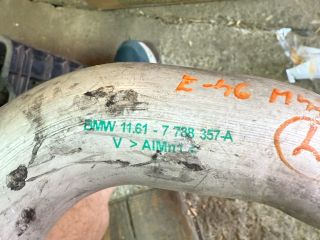 E-46
BMW 11.61 - 7 788 357-A
V > AlMn1 <